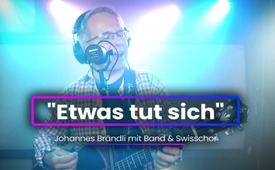 "Etwas tut sich"
Johannes Brändli mit Band & Swisschor